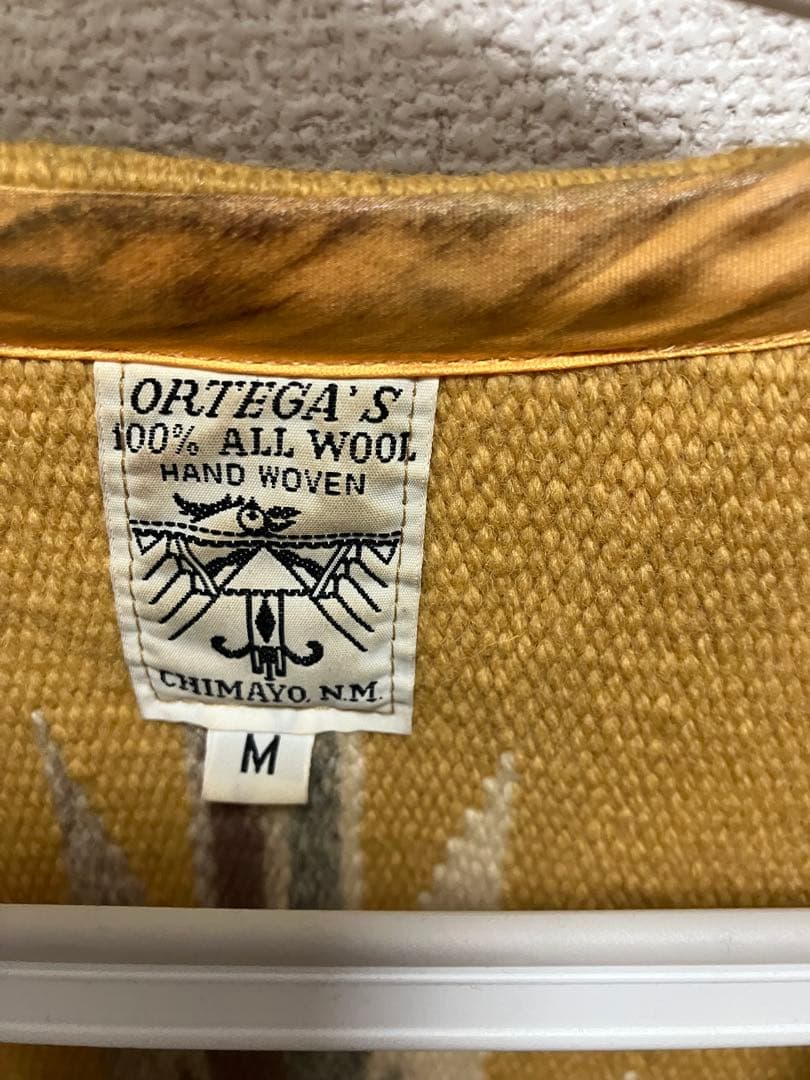 ORTEGA'S
100% ALL WOOL
HAND WOVEN
CHIMAYO, N.M.
M